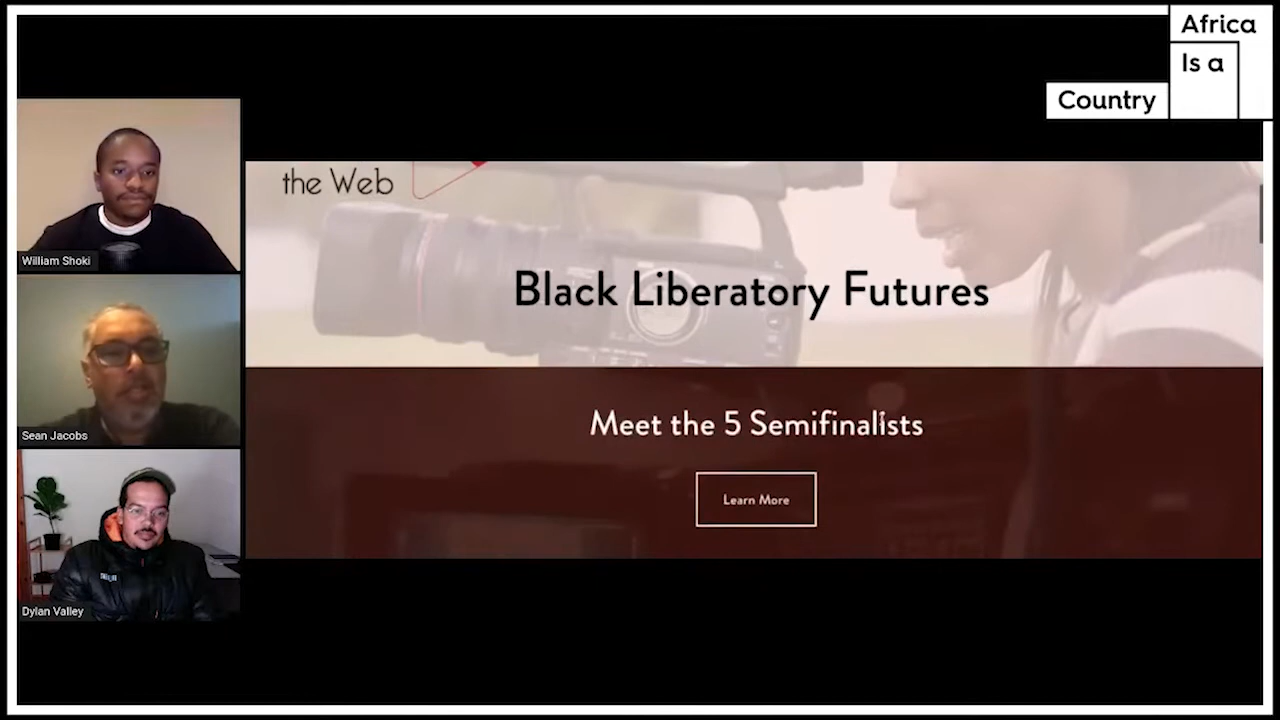 Africa
Is a
Country
the Web
Black Liberatory Futures
Meet the 5 Semifinalists
Learn More
William Shoki
Sean Jacobs
Dylan Valley